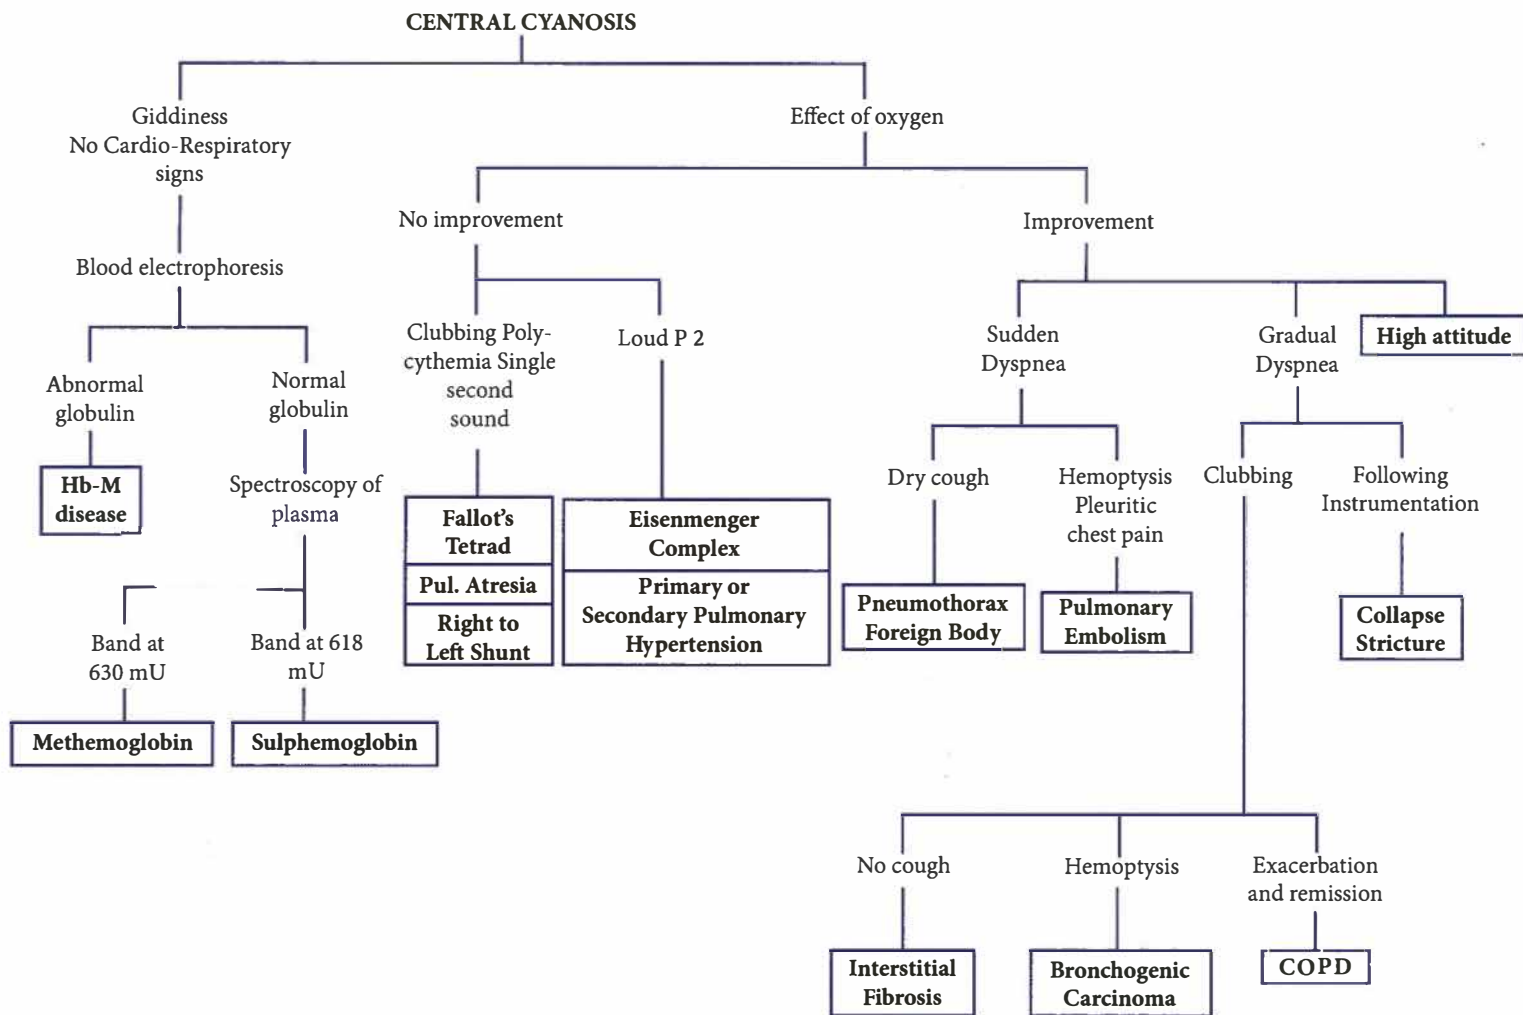 CENTRAL CYANOSIS
Giddiness
No Cardio-Respiratory
signs
Effect of oxygen
No improvement
Improvement
Blood electrophoresis
Clubbing Poly-
cythemia Single
second
sound
Loud P 2
Sudden
Dyspnea
Gradual
Dyspnea
High attitude
Abnormal
globulin
Normal
globulin
Hb-M
disease
Spectroscopy of
plasma
Dry cough
Hemoptysis
Pleuritic
chest pain
Clubbing
Following
Instrumentation
Fallot's
Tetrad
Pul. Atresia
Right to
Left Shunt
Eisenmenger
Complex
Primary or
Secondary Pulmonary
Hypertension
Pneumothorax
Foreign Body
Pulmonary
Embolism
Collapse
Stricture
Band at
630 mU
Band at 618
mU
Methemoglobin
Sulphemoglobin
No cough
Hemoptysis
Exacerbation
and remission
Interstitial
Fibrosis
Bronchogenic
Carcinoma
COPD